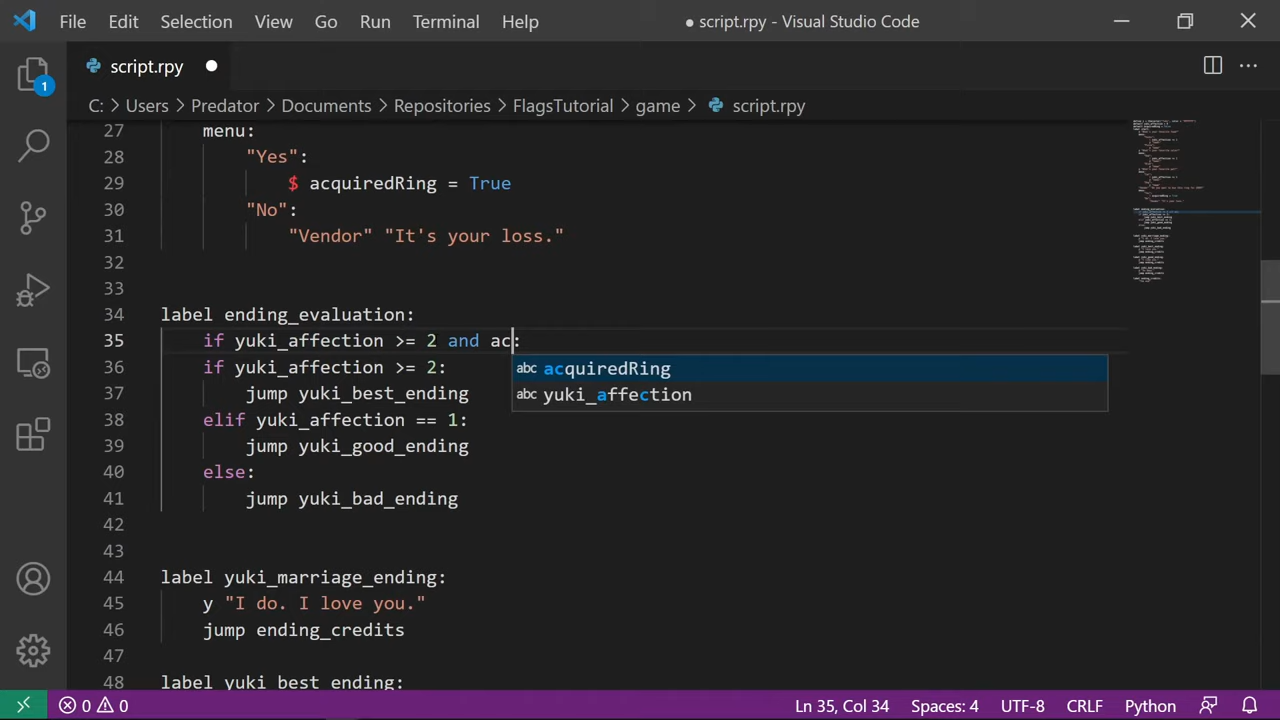 File Edit Selection View Go Run Terminal Help ● script.rpy - Visual Studio Code
script.rpy
1
C: > Users > Predator > Documents > Repositories > FlagsTutorial > game > script.rpy
27 menu:
28 "Yes":
29 $ acquiredRing = True
30 "No":
31 "Vendor" "It's your loss."
32
33
34 label ending_evaluation:
35 if yuki_affection >= 2 and ac:
acquiredRing
36 if yuki_affection >= 2:
yuki_affection
37 jump yuki_best_ending
38 elif yuki_affection == 1:
39 jump yuki_good_ending
40 else:
41 jump yuki_bad_ending
42
43
44 label yuki_marriage_ending:
45 y "I do. I love you."
46 jump ending_credits
47
48 label yuki_best_ending:
0 0 Ln 35, Col 34 Spaces: 4 UTF-8 CRLF Python